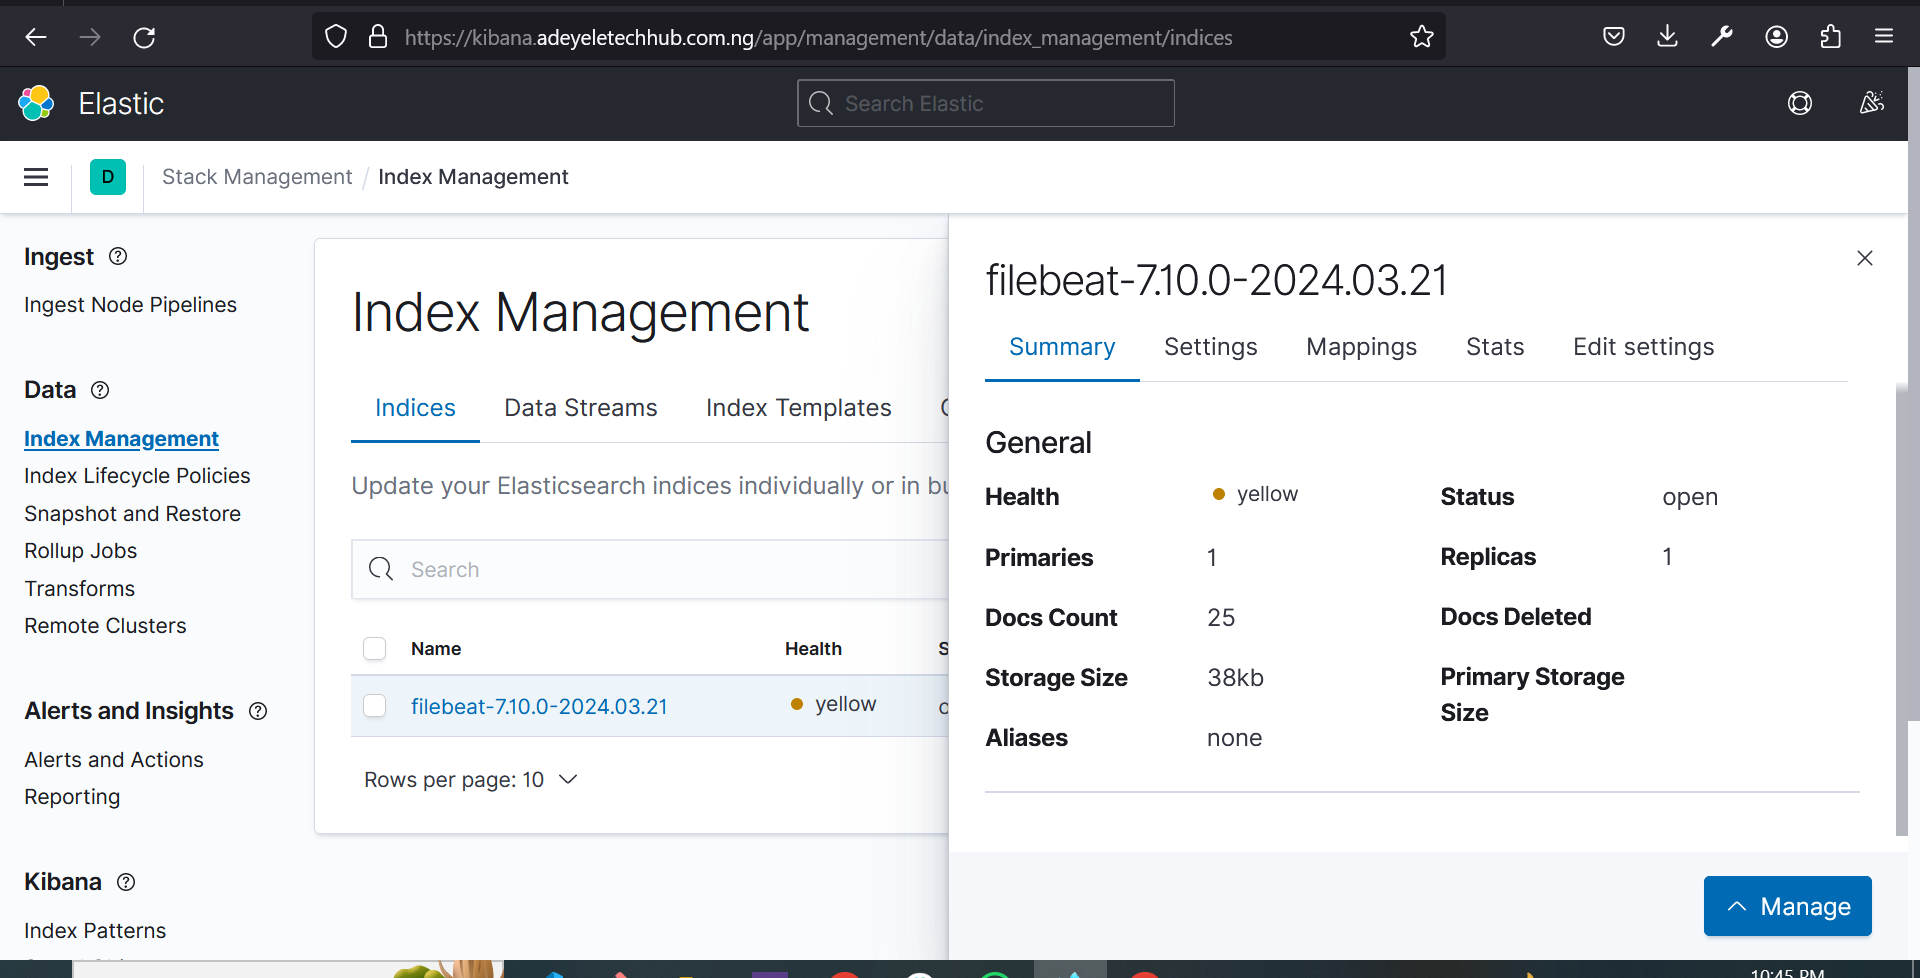 https://kibana.adeyeletechhub.com.ng/app/management/data/index_management/indices
Elastic
Search Elastic
D
Stack Management / Index Management
Ingest
Ingest Node Pipelines
Data
Index Management
Index Lifecycle Policies
Snapshot and Restore
Rollup Jobs
Transforms
Remote Clusters
Alerts and Insights
Alerts and Actions
Reporting
Kibana
Index Patterns
Index Management
Indices Data Streams Index Templates
Update your Elasticsearch indices individually or in
Search
Name Health
filebeat-7.10.0-2024.03.21 yellow
Rows per page: 10
filebeat-7.10.0-2024.03.21
Summary Settings Mappings Stats Edit settings
General
Health yellow Status open
Primaries 1 Replicas 1
Docs Count 25 Docs Deleted
Storage Size 38kb Primary Storage
Size
Aliases none
Manage
10:45 PM